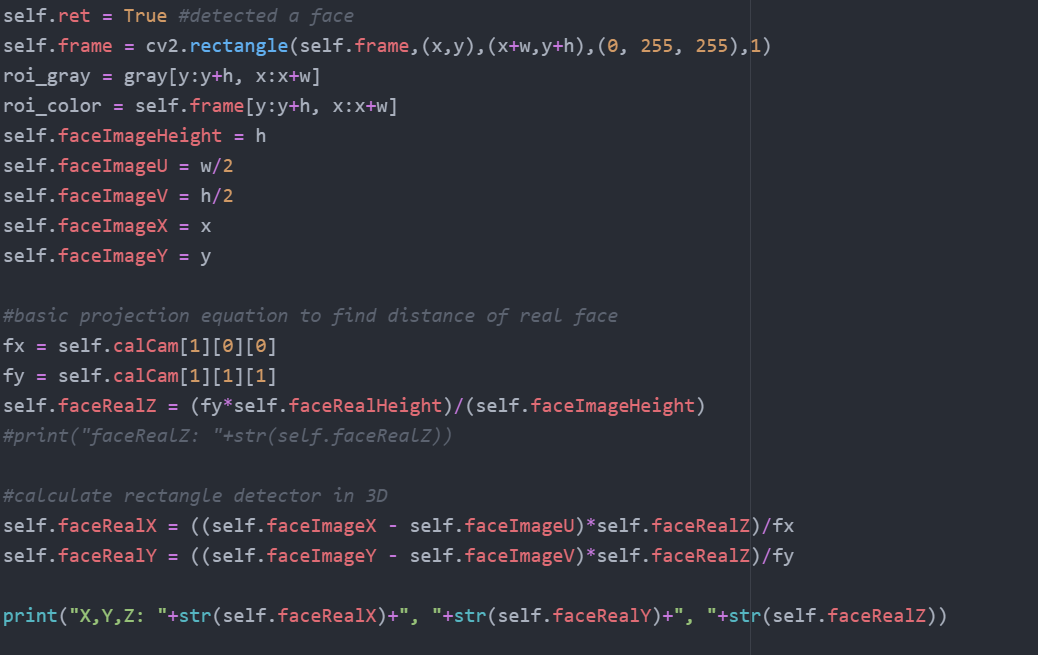 self.ret = True #detected a face
self.frame = cv2.rectangle(self.frame,(x,y),(x+w,y+h),(0, 255, 255),1)
roi_gray = gray[y:y+h, x:x+w]
roi_color = self.frame[y:y+h, x:x+w]
self.faceImageHeight = h
self.faceImageU = w/2
self.faceImageV = h/2
self.faceImageX = x
self.faceImageY = y
#basic projection equation to find distance of real face
fx = self.calCam[1][0][0]
fy = self.calCam[1][1][1]
self.faceRealZ = (fy*self.faceRealHeight)/(self.faceImageHeight)
#print("faceRealZ: "+str(self.faceRealZ))
#calculate rectangle detector in 3D
self.faceRealX = ((self.faceImageX - self.faceImageU)*self.faceRealZ)/fx
self.faceRealY = ((self.faceImageY - self.faceImageV)*self.faceRealZ)/fy
print("X,Y,Z: "+str(self.faceRealX)+", "+str(self.faceRealY)+", "+str(self.faceRealZ))